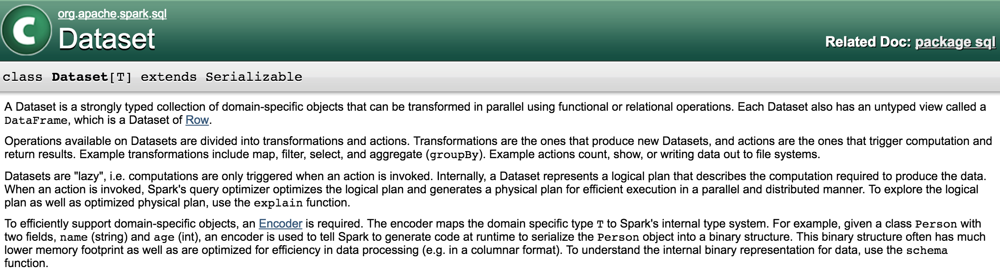 C
org.apache.spark.sql
Dataset
Related Doc: package sql
class Dataset[T] extends Serializable
A Dataset is a strongly typed collection of domain-specific objects that can be transformed in parallel using functional or relational operations. Each Dataset also has an untyped view called a
DataFrame, which is a Dataset of Row.
Operations available on Datasets are divided into transformations and actions. Transformations are the ones that produce new Datasets, and actions are the ones that trigger computation and
return results. Example transformations include map, filter, select, and aggregate (groupBy). Example actions count, show, or writing data out to file systems.
Datasets are "lazy", i.e. computations are only triggered when an action is invoked. Internally, a Dataset represents a logical plan that describes the computation required to produce the data.
When an action is invoked, Spark's query optimizer optimizes the logical plan and generates a physical plan for efficient execution in a parallel and distributed manner. To explore the logical
plan as well as optimized physical plan, use the explain function.
To efficiently support domain-specific objects, an Encoder is required. The encoder maps the domain specific type T to Spark's internal type system. For example, given a class Person with
two fields, name (string) and age (int), an encoder is used to tell Spark to generate code at runtime to serialize the Person object into a binary structure. This binary structure often has much
lower memory footprint as well as are optimized for efficiency in data processing (e.g. in a columnar format). To understand the internal binary representation for data, use the schema
function.